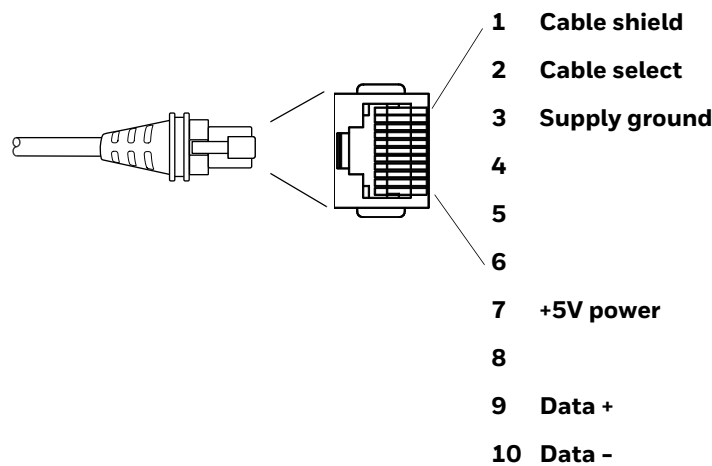 1 Cable shield
2 Cable select
3 Supply ground
4
5
6
7 +5V power
8
9 Data +
10 Data –